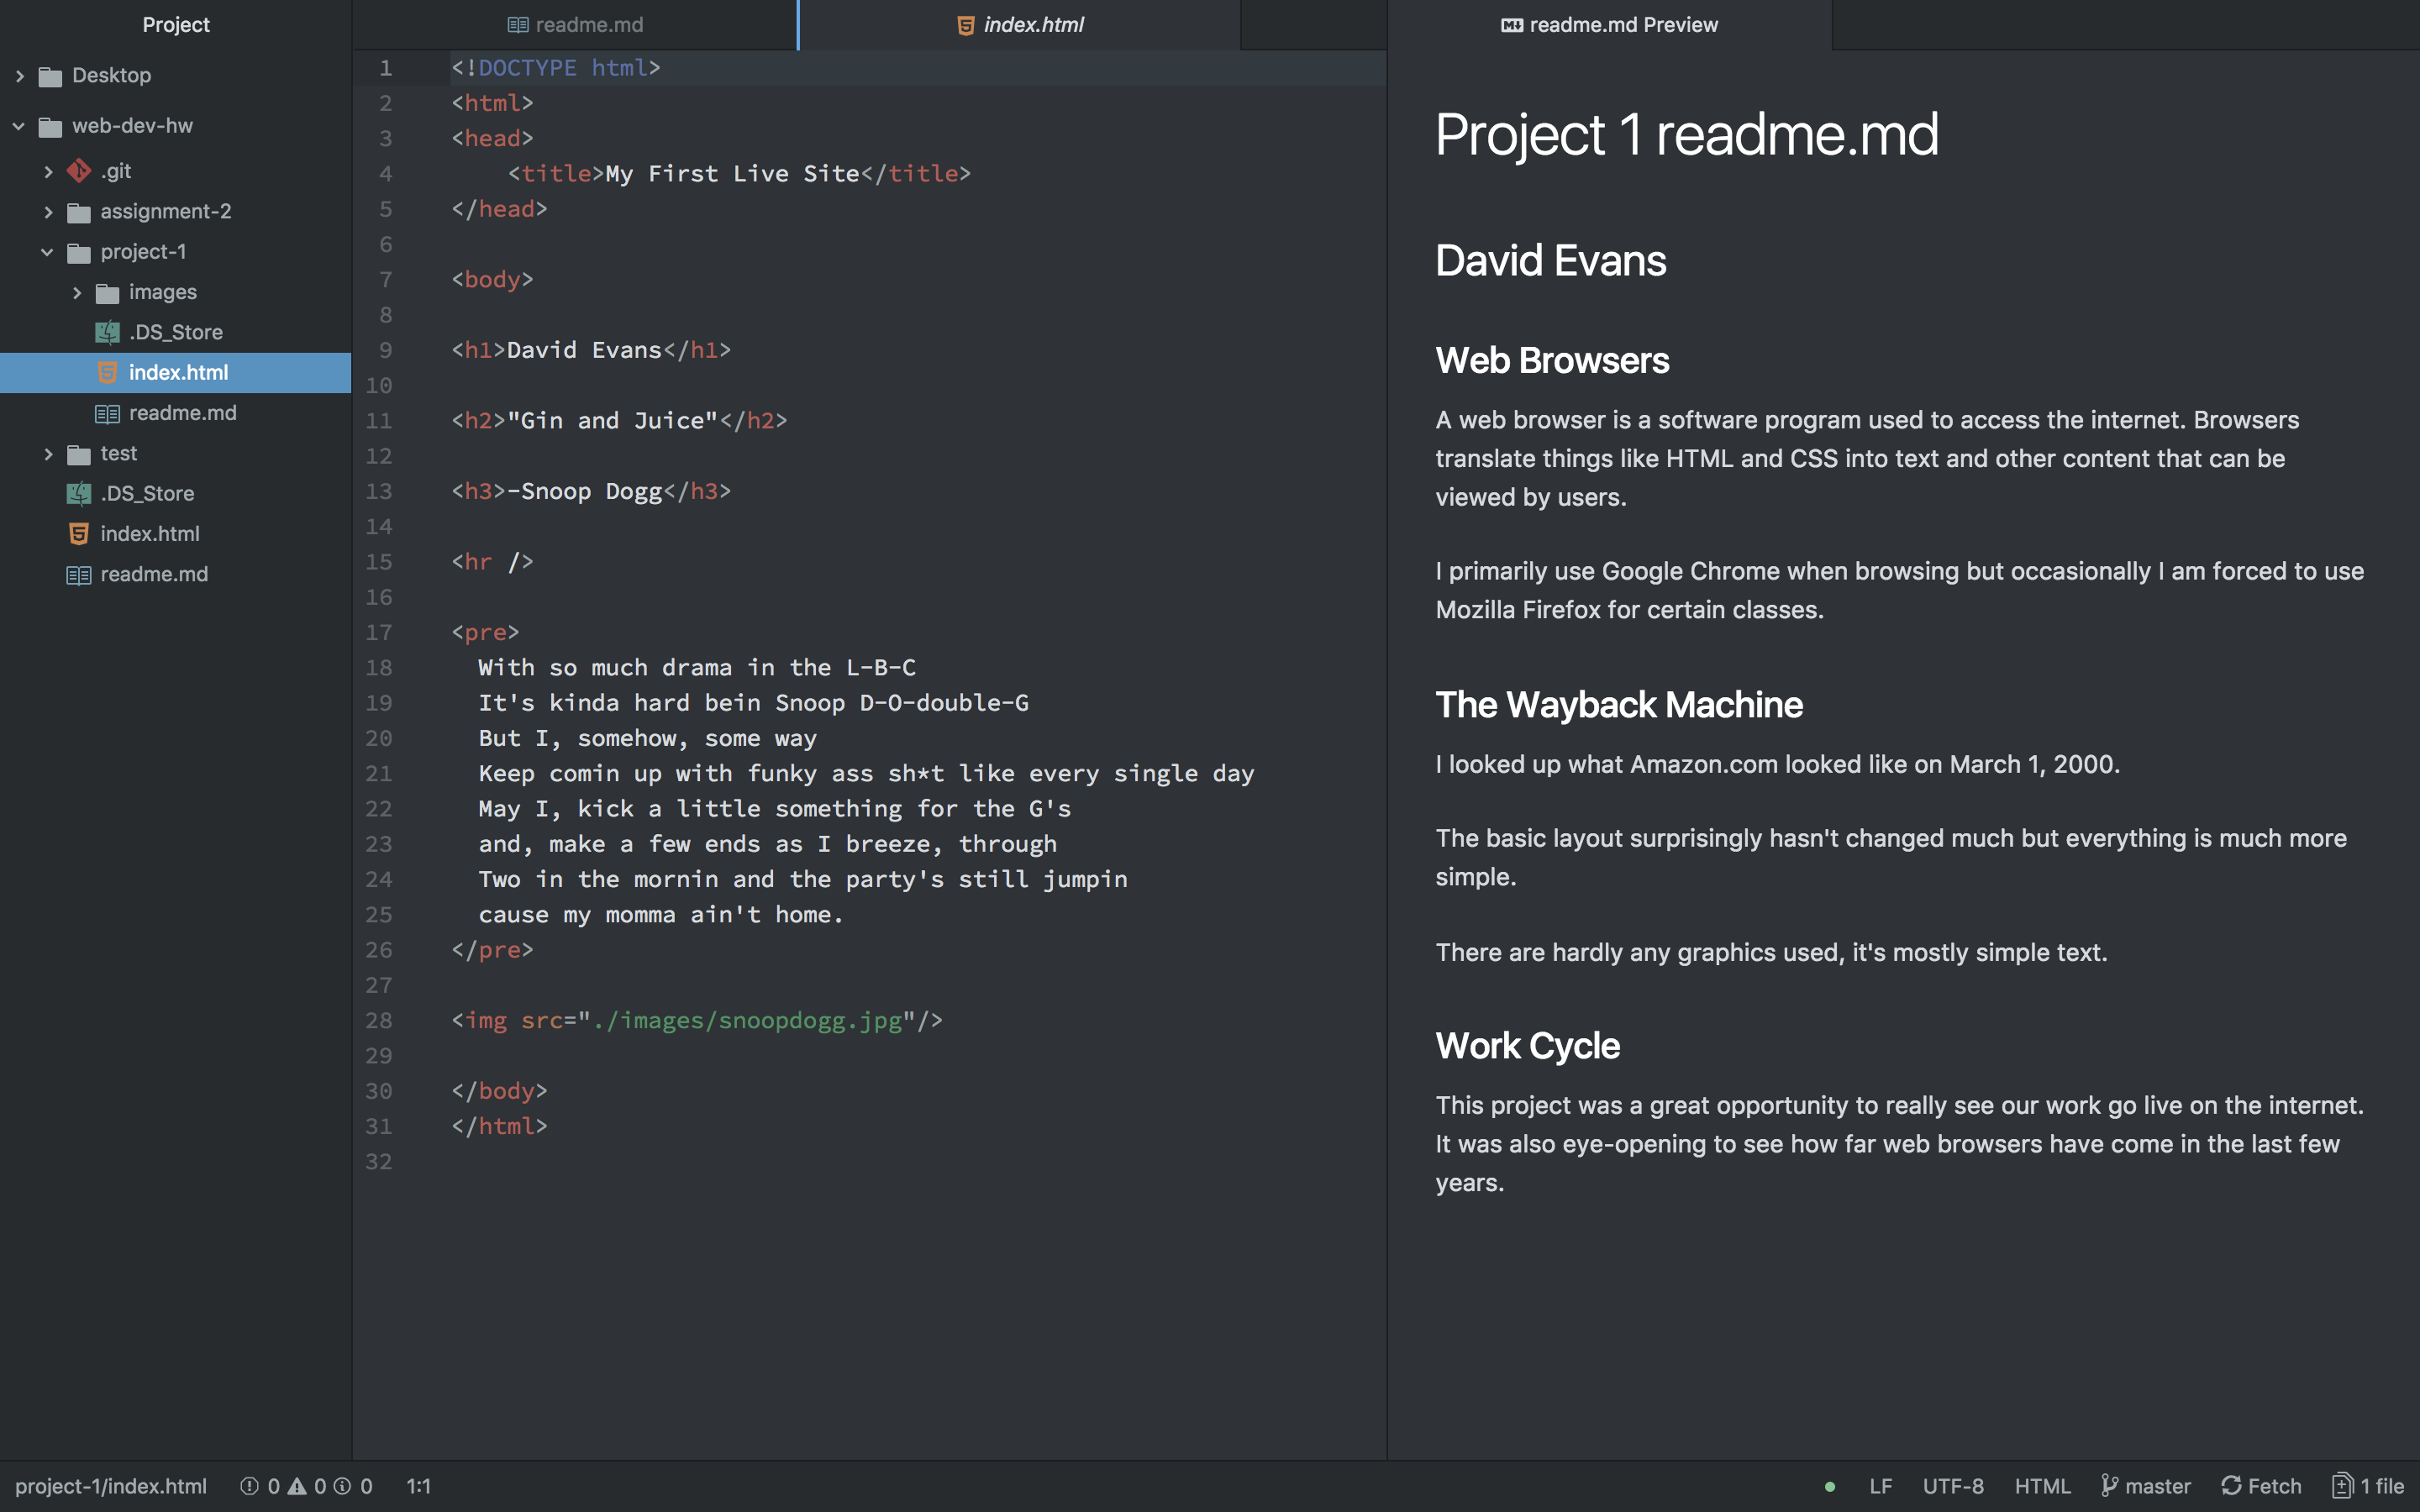 Project
Desktop
web-dev-hw
.git
assignment-2
project-1
images
.DS_Store
index.html
readme.md
test
.DS_Store
index.html
readme.md
readme.md
index.html
1 <!DOCTYPE html>
2 <html>
3 <head>
4 <title>My First Live Site</title>
5 </head>
6
7 <body>
8
9 <h1>David Evans</h1>
10
11 <h2>"Gin and Juice"</h2>
12
13 <h3>-Snoop Dogg</h3>
14
15 <hr />
16
17 <pre>
18 With so much drama in the L-B-C
19 It's kinda hard bein Snoop D-O-double-G
20 But I, somehow, some way
21 Keep comin up with funky ass sh*t like every single day
22 May I, kick a little something for the G's
23 and, make a few ends as I breeze, through
24 Two in the mornin and the party's still jumpin
25 cause my momma ain't home.
26 </pre>
27
28 <img src="./images/snoopdogg.jpg"/>
29
30 </body>
31 </html>
32
readme.md Preview
Project 1 readme.md
David Evans
Web Browsers
A web browser is a software program used to access the internet. Browsers
translate things like HTML and CSS into text and other content that can be
viewed by users.
I primarily use Google Chrome when browsing but occasionally I am forced to use
Mozilla Firefox for certain classes.
The Wayback Machine
I looked up what Amazon.com looked like on March 1, 2000.
The basic layout surprisingly hasn't changed much but everything is much more
simple.
There are hardly any graphics used, it's mostly simple text.
Work Cycle
This project was a great opportunity to really see our work go live on the internet.
It was also eye-opening to see how far web browsers have come in the last few
years.
project-1/index.html 0 0 0 1:1 LF UTF-8 HTML master Fetch 1 file